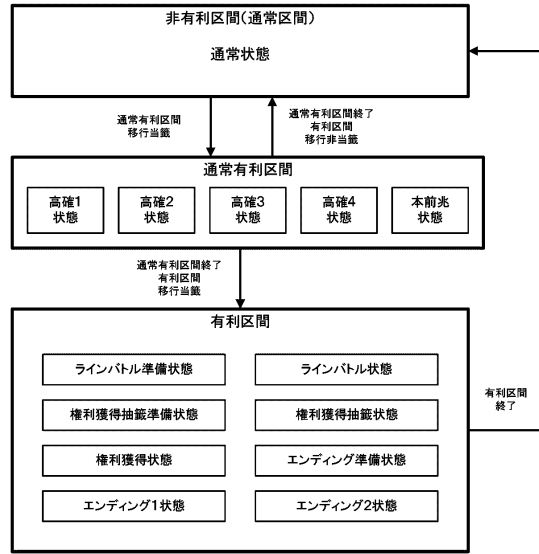 非有利区間(通常区間)
通常状態
通常有利区間
移行当籤
通常有利区間終了
有利区間
移行非当籤
通常有利区間
高確1
状態
高確2
状態
高確3
状態
高確4
状態
本前兆
状態
通常有利区間終了
有利区間
移行当籤
有利区間
ラインバトル準備状態
ラインバトル状態
権利獲得抽籤準備状態
権利獲得抽籤状態
権利獲得状態
エンディング準備状態
エンディング1状態
エンディング2状態
有利区間
終了